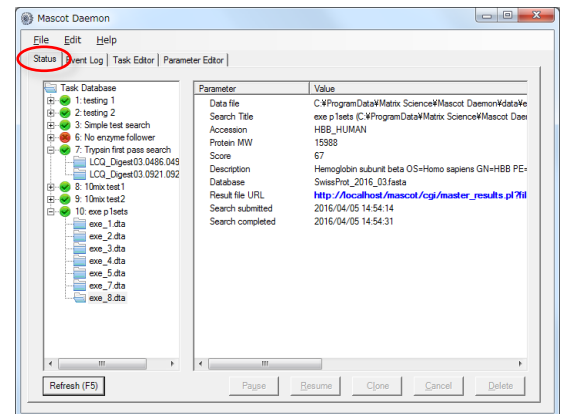 Mascot Daemon
File Edit Help
Status Event Log Task Editor Parameter Editor
Task Database
1: testing 1
2: testing 2
3: Simple test search
6: No enzyme follower
7: Trypsin first pass search
LCQ_Digest03.0486.049
LCQ_Digest03.0921.092
8: 10mix test1
9: 10mix test2
10: exe p1sets
exe_1.dta
exe_2.dta
exe_3.dta
exe_4.dta
exe_5.dta
exe_7.dta
exe_8.dta
Parameter Value
Data file C:¥ProgramData¥Matrix Science¥Mascot Daemon¥data¥e
Search Title exe p1sets (C:¥ProgramData¥Matrix Science¥Mascot Daer
Accession HBB_HUMAN
Protein MW 15988
Score 67
Description Hemoglobin subunit beta OS=Homo sapiens GN=HBB PE=
Database SwissProt_2016_03.fasta
Result file URL http://localhost/mascot/cgi/master_results.pl?fil
Search submitted 2016/04/05 14:54:14
Search completed 2016/04/05 14:54:31
Refresh (F5) Pause Resume Clone Cancel Delete